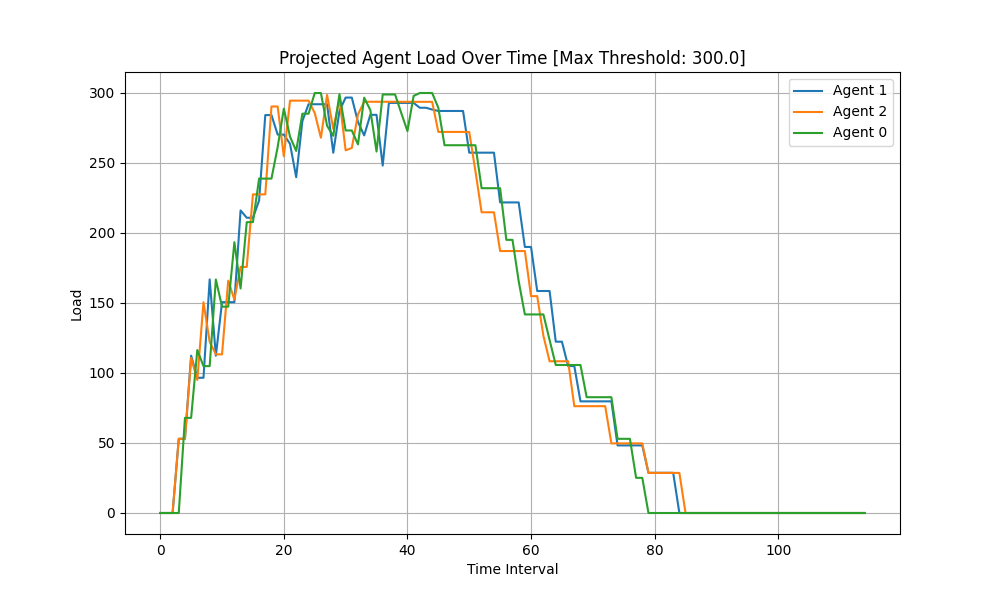 Projected Agent Load Over Time [Max Threshold: 300.0]
Agent 1
Agent 2
Agent 0
Load
300
250
200
150
100
50
0
0 20 40 60 80 100
Time Interval